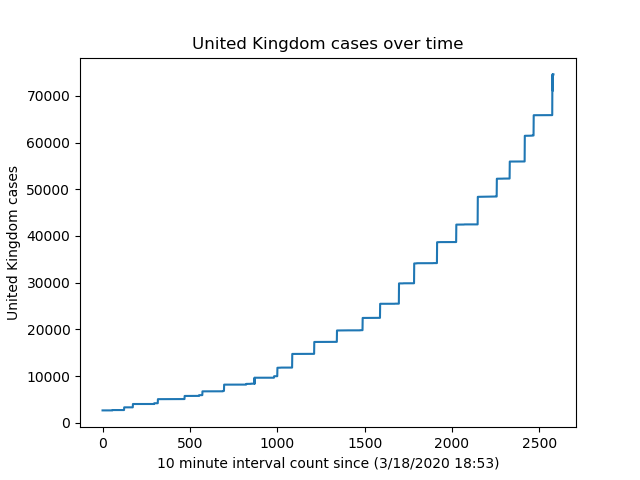 United Kingdom cases over time
United Kingdom cases
70000
60000
50000
40000
30000
20000
10000
0
0 500 1000 1500 2000 2500
10 minute interval count since (3/18/2020 18:53)